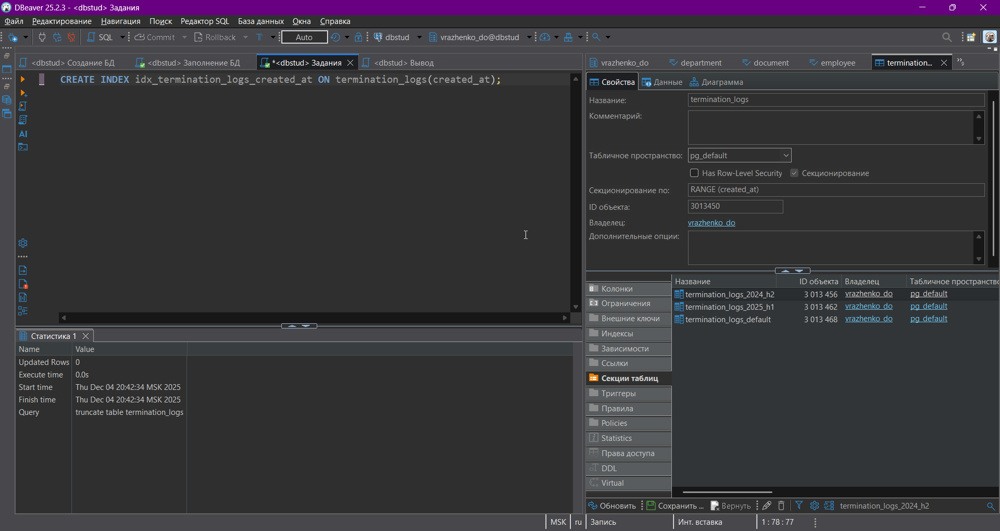 DBeaver 25.2.3 - <dbstud> Задания
Файл Редактирование Навигация Поиск Редактор SQL База данных Окна Справка
SQL Commit Rollback T Auto dbstud vrazhenko_do@dbstud
<dbstud> Создание БД <dbstud> Заполнение БД *<dbstud> Задания <dbstud> Вывод
CREATE INDEX idx_termination_logs_created_at ON termination_logs(created_at);
AI
Статистика 1
Name Value
Updated Rows 0
Execute time 0.0s
Start time Thu Dec 04 20:42:34 MSK 2025
Finish time Thu Dec 04 20:42:34 MSK 2025
Query truncate table termination_logs
vrazhenko_do department document employee termination... »9
Свойства Данные Диаграмма
Название: termination_logs
Комментарий:
Табличное пространство: pg_default
Has Row-Level Security Секционирование
Секционирование по: RANGE (created_at)
ID объекта: 3013450
Владелец: vrazhenko_do
Дополнительные опции:
Колонки
Ограничения
Внешние ключи
Индексы
Зависимости
Ссылки
Секции таблиц
Триггеры
Правила
Policies
Statistics
Права доступа
DDL
Virtual
Название ID объекта Владелец Табличное пространство
termination_logs_2024_h2 3 013 456 vrazhenko_do pg_default
termination_logs_2025_h1 3 013 462 vrazhenko_do pg_default
termination_logs_default 3 013 468 vrazhenko_do pg_default
Обновить Сохранить ... Вернуть termination_logs_2024_h2
MSK ru Запись Инт. вставка 1 : 78 : 77